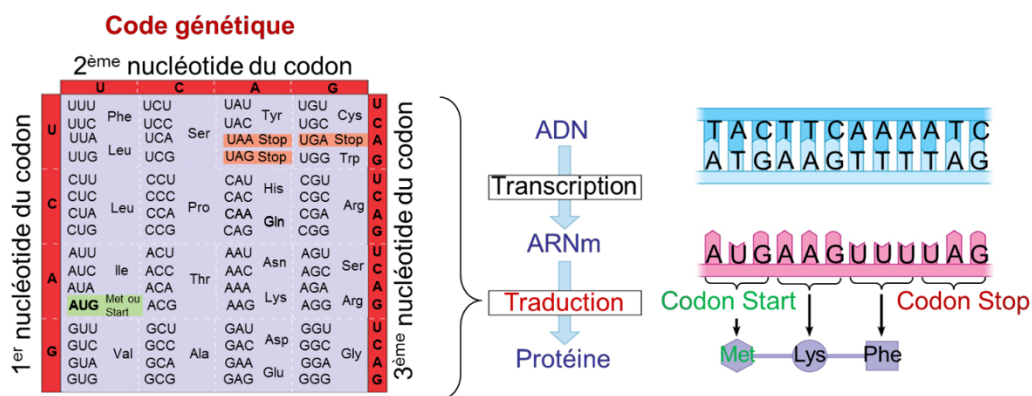 Code génétique
2ème nucléotide du codon
U C A G
1er nucléotide du codon
U
UUU UUC Phe
UUA UUG Leu
UCU UCC UCA UCG Ser
UAU UAC Tyr
UAA Stop
UAG Stop
UGU UGC Cys
UGA Stop
UGG Trp
U C A G
C
CUU CUC CUA CUG Leu
CCU CCC CCA CCG Pro
CAU CAC His
CAA CAG Gln
CGU CGC CGA CGG Arg
U C A G
A
AUU AUC AUA Ile
AUG Met ou Start
ACU ACC ACA ACG Thr
AAU AAC Asn
AAA AAG Lys
AGU AGC Ser
AGA AGG Arg
U C A G
G
GUU GUC GUA GUG Val
GCU GCC GCA GCG Ala
GAU GAC Asp
GAA GAG Glu
GGU GGC GGA GGG Gly
U C A G
3ème nucléotide du codon
ADN
Transcription
ARNm
Traduction
Protéine
TACTTCAAAATC
ATGAAGTTTTAG
AUGAAGUUUUAG
Codon Start
Codon Stop
Met Lys Phe